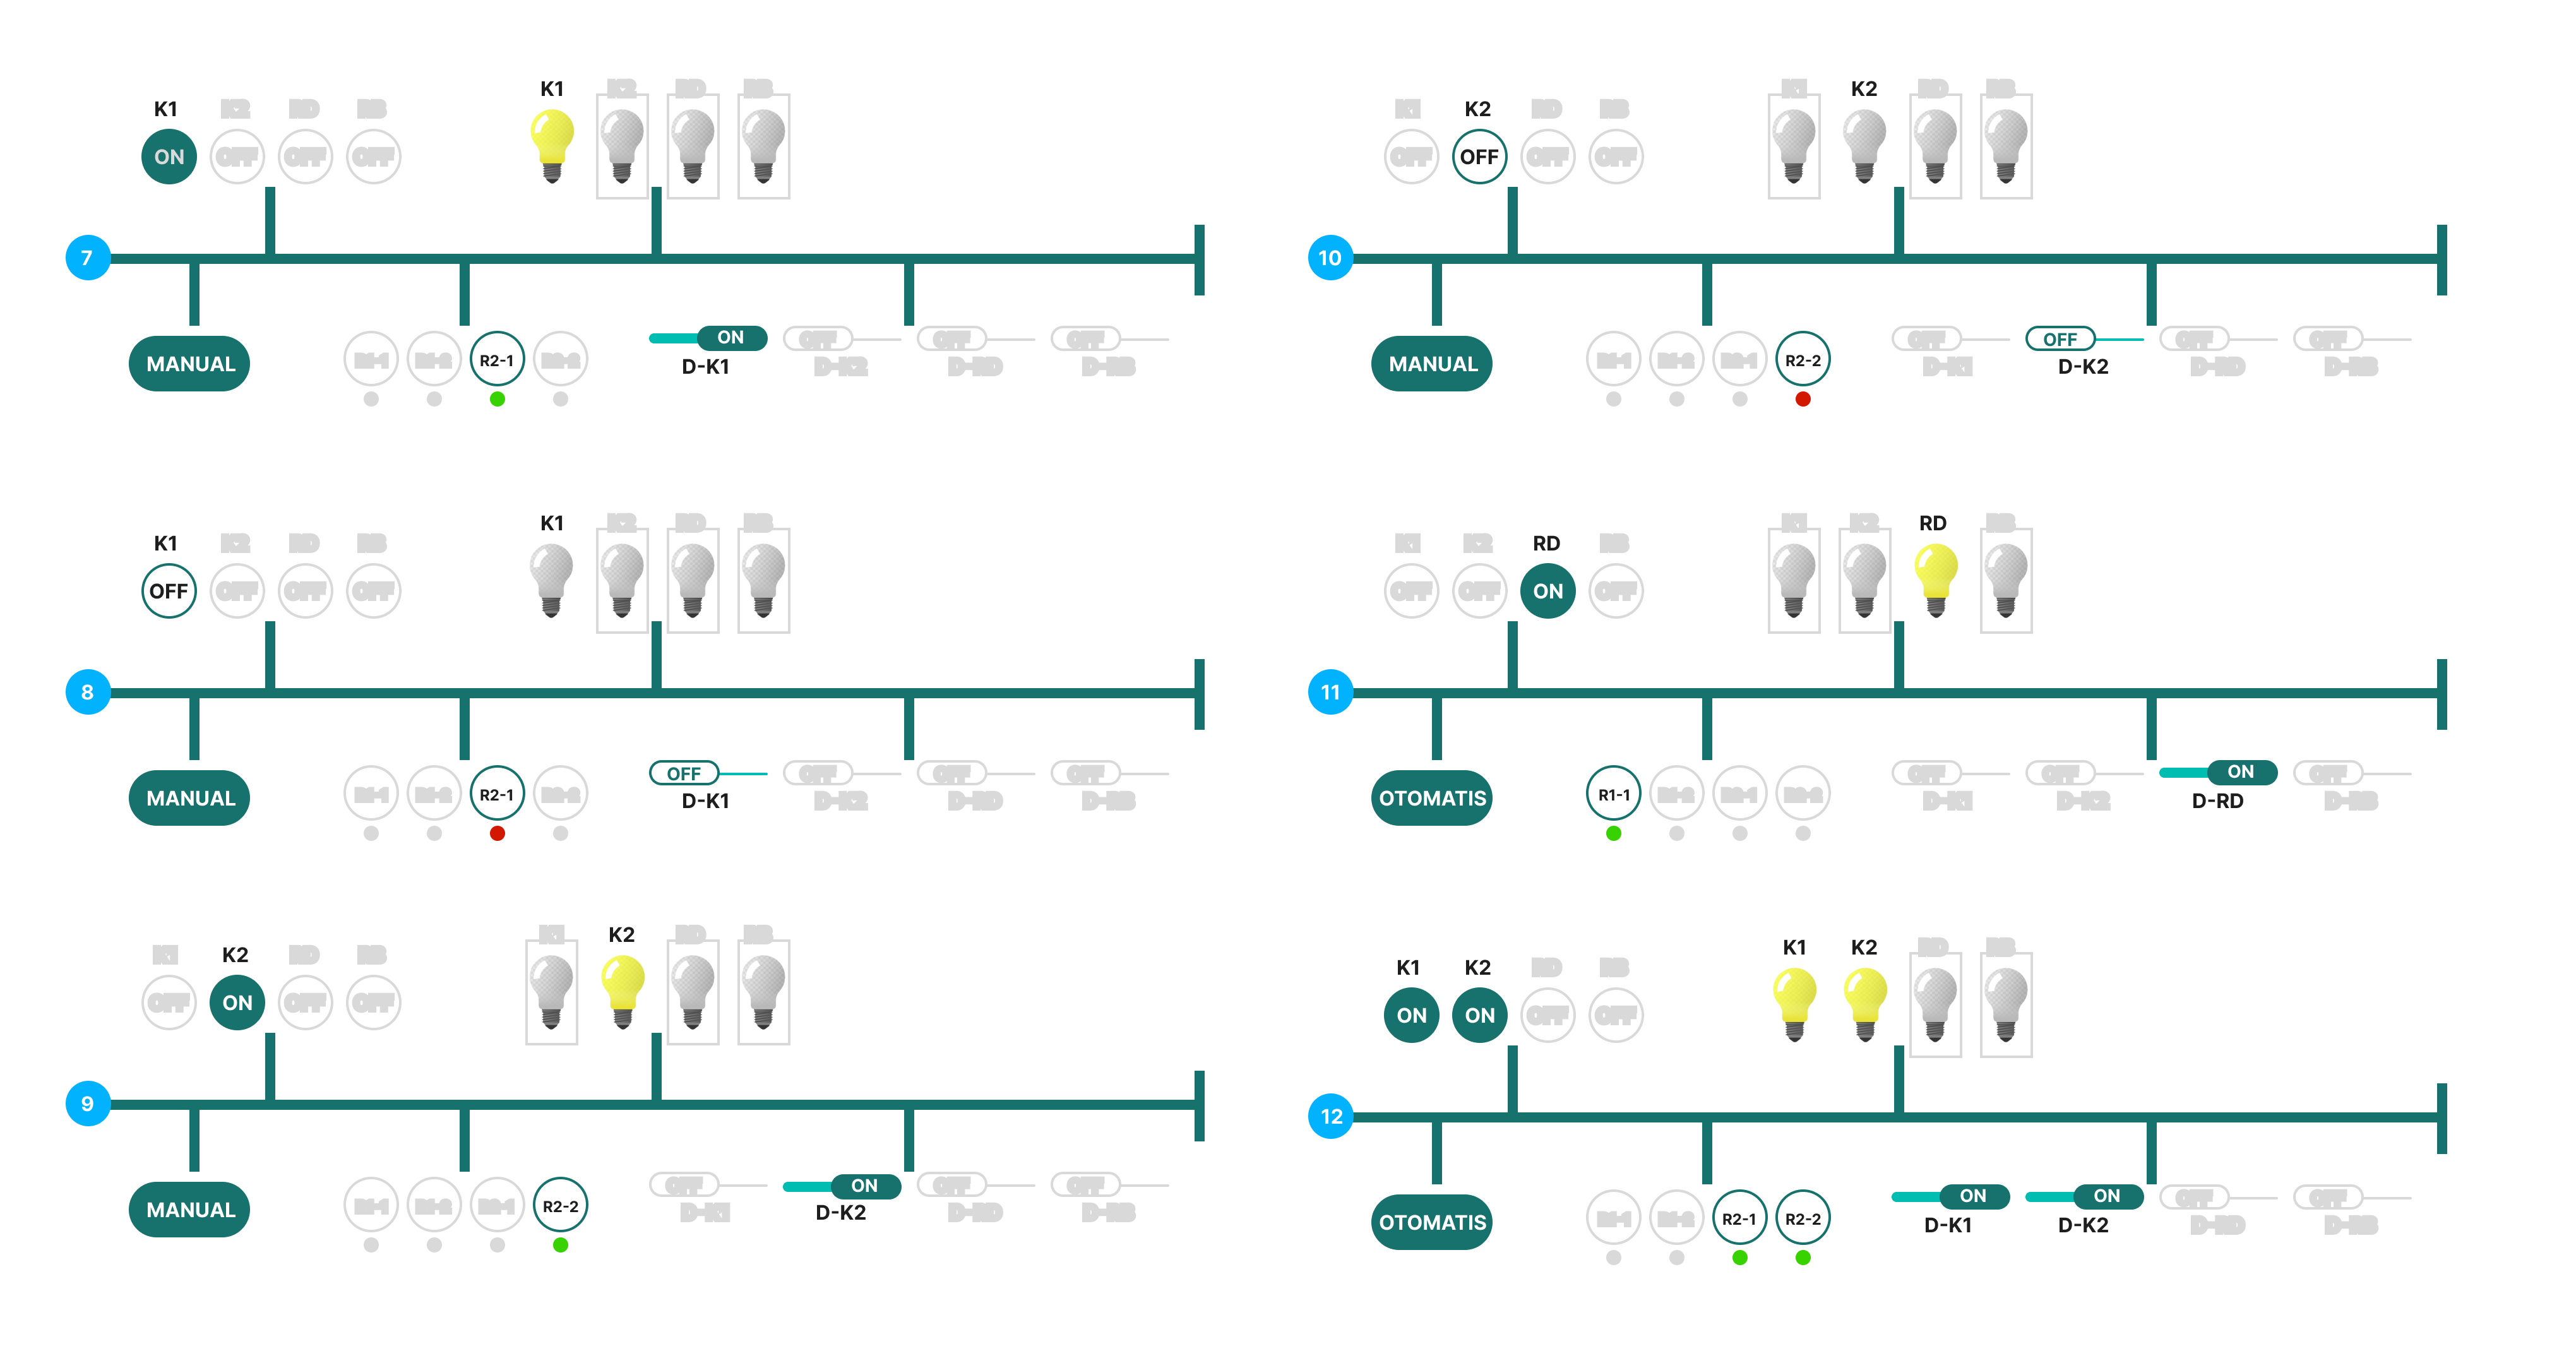 K1 K2 RD RB
ON OFF OFF OFF
K1 K2 RD RB
7
MANUAL
R1-1 R1-2 R2-1 R2-2
ON OFF OFF OFF
D-K1 D-K2 D-RD D-RB
K1 K2 RD RB
OFF OFF OFF OFF
K1 K2 RD RB
8
MANUAL
R1-1 R1-2 R2-1 R2-2
OFF OFF OFF OFF
D-K1 D-K2 D-RD D-RB
K1 K2 RD RB
OFF ON OFF OFF
K1 K2 RD RB
9
MANUAL
R1-1 R1-2 R2-1 R2-2
OFF ON OFF OFF
D-K1 D-K2 D-RD D-RB
K1 K2 RD RB
OFF OFF OFF OFF
K1 K2 RD RB
10
MANUAL
R1-1 R1-2 R2-1 R2-2
OFF OFF OFF OFF
D-K1 D-K2 D-RD D-RB
K1 K2 RD RB
OFF OFF ON OFF
K1 K2 RD RB
11
OTOMATIS
R1-1 R1-2 R2-1 R2-2
OFF OFF ON OFF
D-K1 D-K2 D-RD D-RB
K1 K2 RD RB
ON ON OFF OFF
K1 K2 RD RB
12
OTOMATIS
R1-1 R1-2 R2-1 R2-2
ON ON OFF OFF
D-K1 D-K2 D-RD D-RB